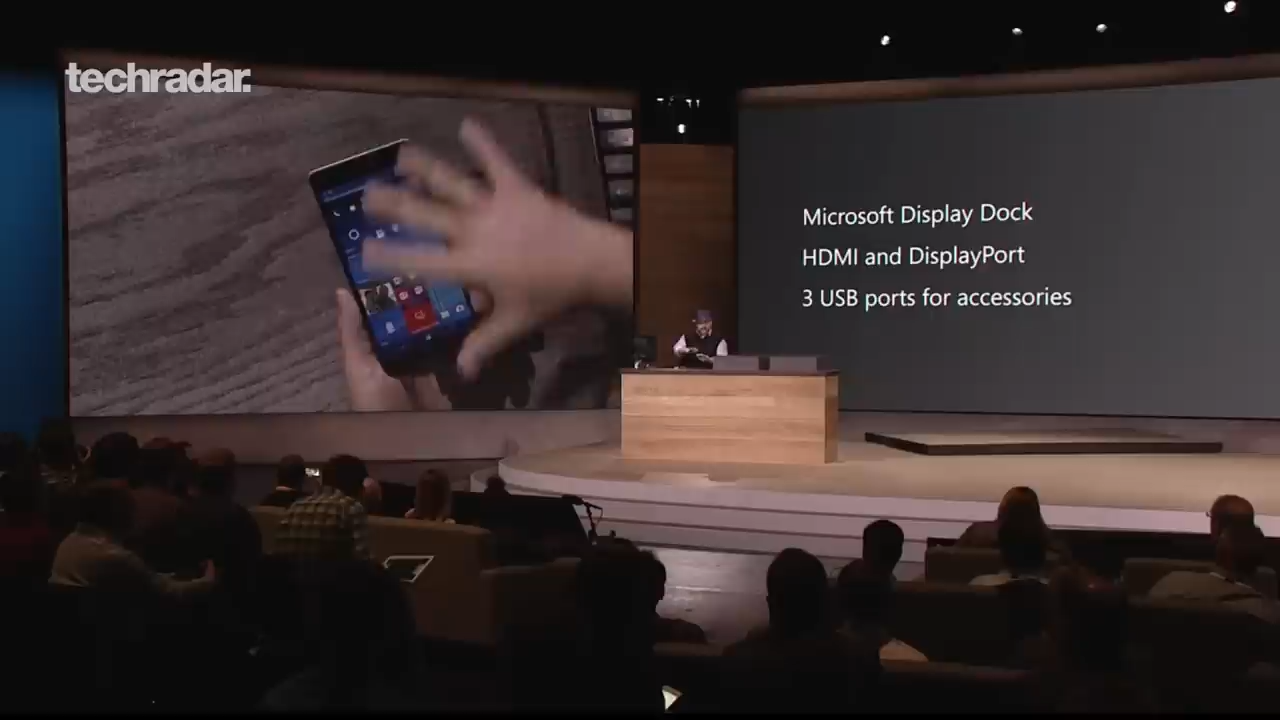 techradar.
Microsoft Display Dock
HDMI and DisplayPort
3 USB ports for accessories